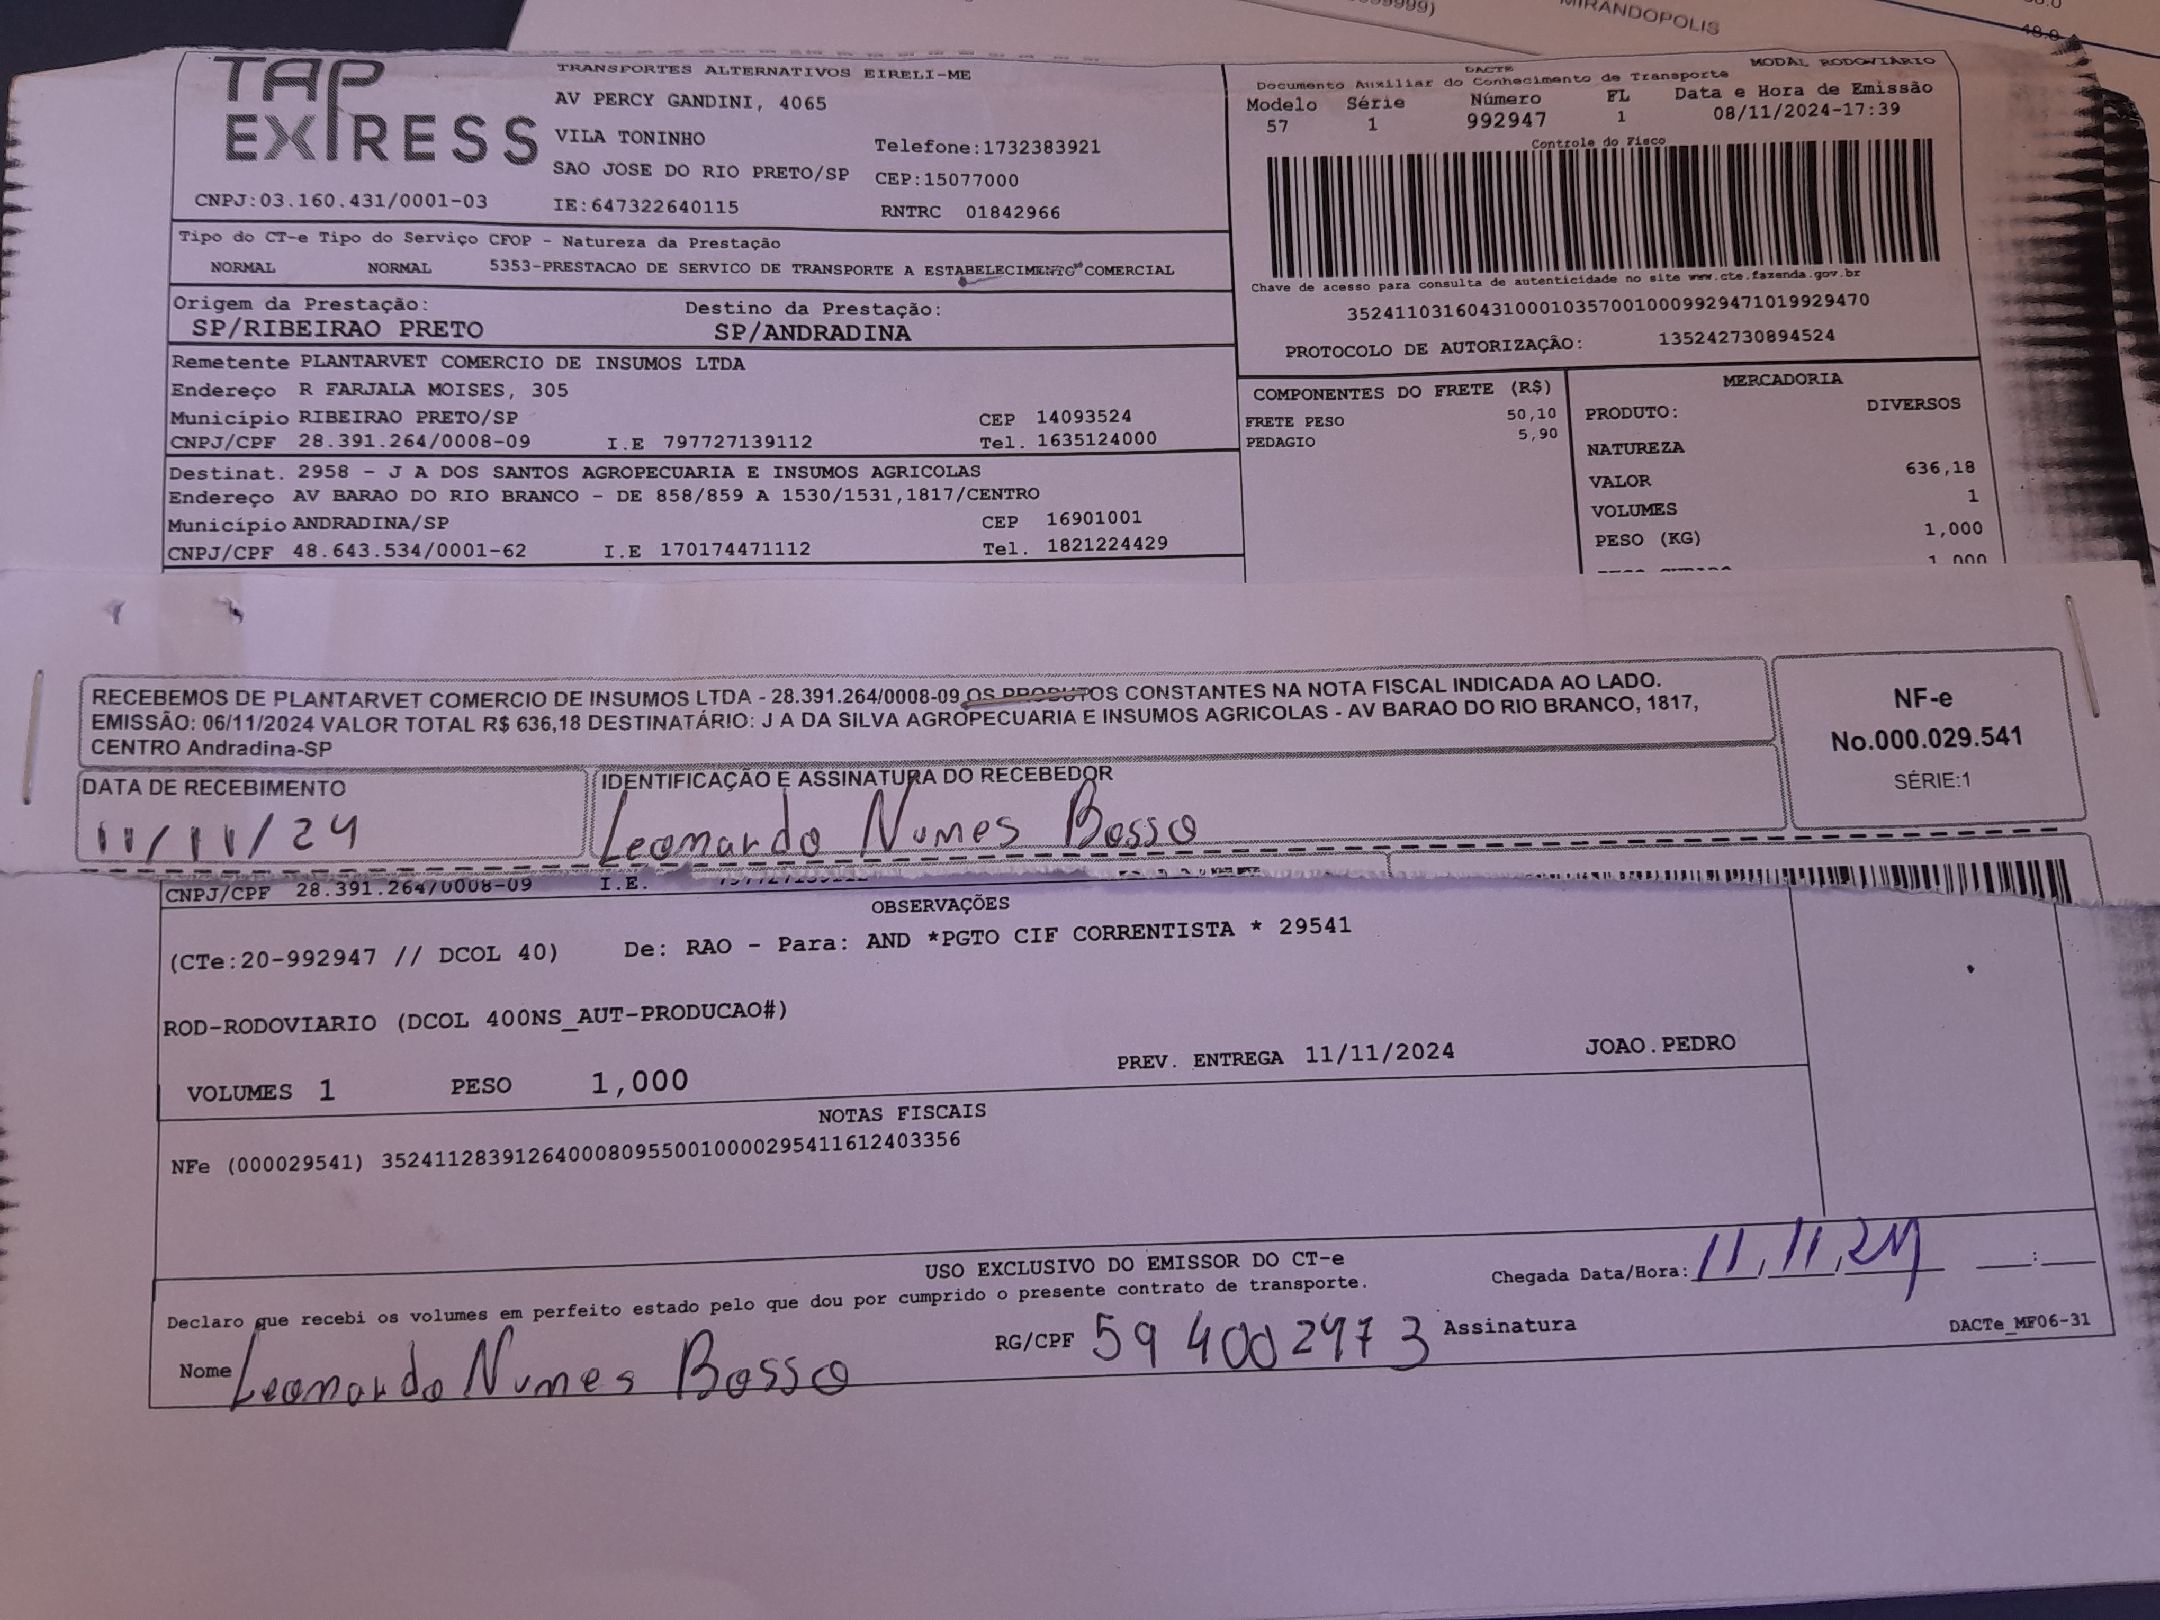 MIRANDOPOLIS
48.0
TAP EXPRESS
TRANSPORTES ALTERNATIVOS EIRELI-ME
AV PERCY GANDINI, 4065
VILA TONINHO Telefone:1732383921
SAO JOSE DO RIO PRETO/SP CEP:15077000
CNPJ:03.160.431/0001-03 IE:647322640115 RNTRC 01842966
DACTE MODAL RODOVIÁRIO
Documento Auxiliar do Conhecimento de Transporte
Modelo Série Número FL Data e Hora de Emissão
57 1 992947 1 08/11/2024-17:39
Controle do Fisco
Chave de acesso para consulta de autenticidade no site www.cte.fazenda.gov.br
35241103160431000103570010009929471019929470
PROTOCOLO DE AUTORIZAÇÃO: 135242730894524
Tipo do CT-e Tipo do Serviço CFOP - Natureza da Prestação
NORMAL NORMAL 5353-PRESTACAO DE SERVICO DE TRANSPORTE A ESTABELECIMENTO COMERCIAL
Origem da Prestação: Destino da Prestação:
SP/RIBEIRAO PRETO SP/ANDRADINA
Remetente PLANTARVET COMERCIO DE INSUMOS LTDA
Endereço R FARJALA MOISES, 305
Município RIBEIRAO PRETO/SP CEP 14093524
CNPJ/CPF 28.391.264/0008-09 I.E 797727139112 Tel. 1635124000
Destinat. 2958 - J A DOS SANTOS AGROPECUARIA E INSUMOS AGRICOLAS
Endereço AV BARAO DO RIO BRANCO - DE 858/859 A 1530/1531,1817/CENTRO
Município ANDRADINA/SP CEP 16901001
CNPJ/CPF 48.643.534/0001-62 I.E 170174471112 Tel. 1821224429
COMPONENTES DO FRETE (R$)
FRETE PESO 50,10
PEDAGIO 5,90
MERCADORIA
PRODUTO: DIVERSOS
NATUREZA
VALOR 636,18
VOLUMES 1
PESO (KG) 1,000
1,000
RECEBEMOS DE PLANTARVET COMERCIO DE INSUMOS LTDA - 28.391.264/0008-09 OS PRODUTOS CONSTANTES NA NOTA FISCAL INDICADA AO LADO.
EMISSÃO: 06/11/2024 VALOR TOTAL R$ 636,18 DESTINATÁRIO: J A DA SILVA AGROPECUARIA E INSUMOS AGRICOLAS - AV BARAO DO RIO BRANCO, 1817,
CENTRO Andradina-SP
NF-e
No.000.029.541
SÉRIE:1
DATA DE RECEBIMENTO IDENTIFICAÇÃO E ASSINATURA DO RECEBEDOR
11/11/24 Leonardo Nunes Bosso
CNPJ/CPF 28.391.264/0008-09 I.E.
OBSERVAÇÕES
(CTe:20-992947 // DCOL 40) De: RAO - Para: AND *PGTO CIF CORRENTISTA * 29541
ROD-RODOVIARIO (DCOL 400NS_AUT-PRODUCAO#)
VOLUMES 1 PESO 1,000 PREV. ENTREGA 11/11/2024 JOAO.PEDRO
NOTAS FISCAIS
NFe (000029541) 35241128391264000809550010000295411612403356
USO EXCLUSIVO DO EMISSOR DO CT-e
Declaro que recebi os volumes em perfeito estado pelo que dou por cumprido o presente contrato de transporte.
Chegada Data/Hora: 11,11,24 __:__
Nome Leonardo Nunes Bosso RG/CPF 594002473 Assinatura
DACTe_MF06-31